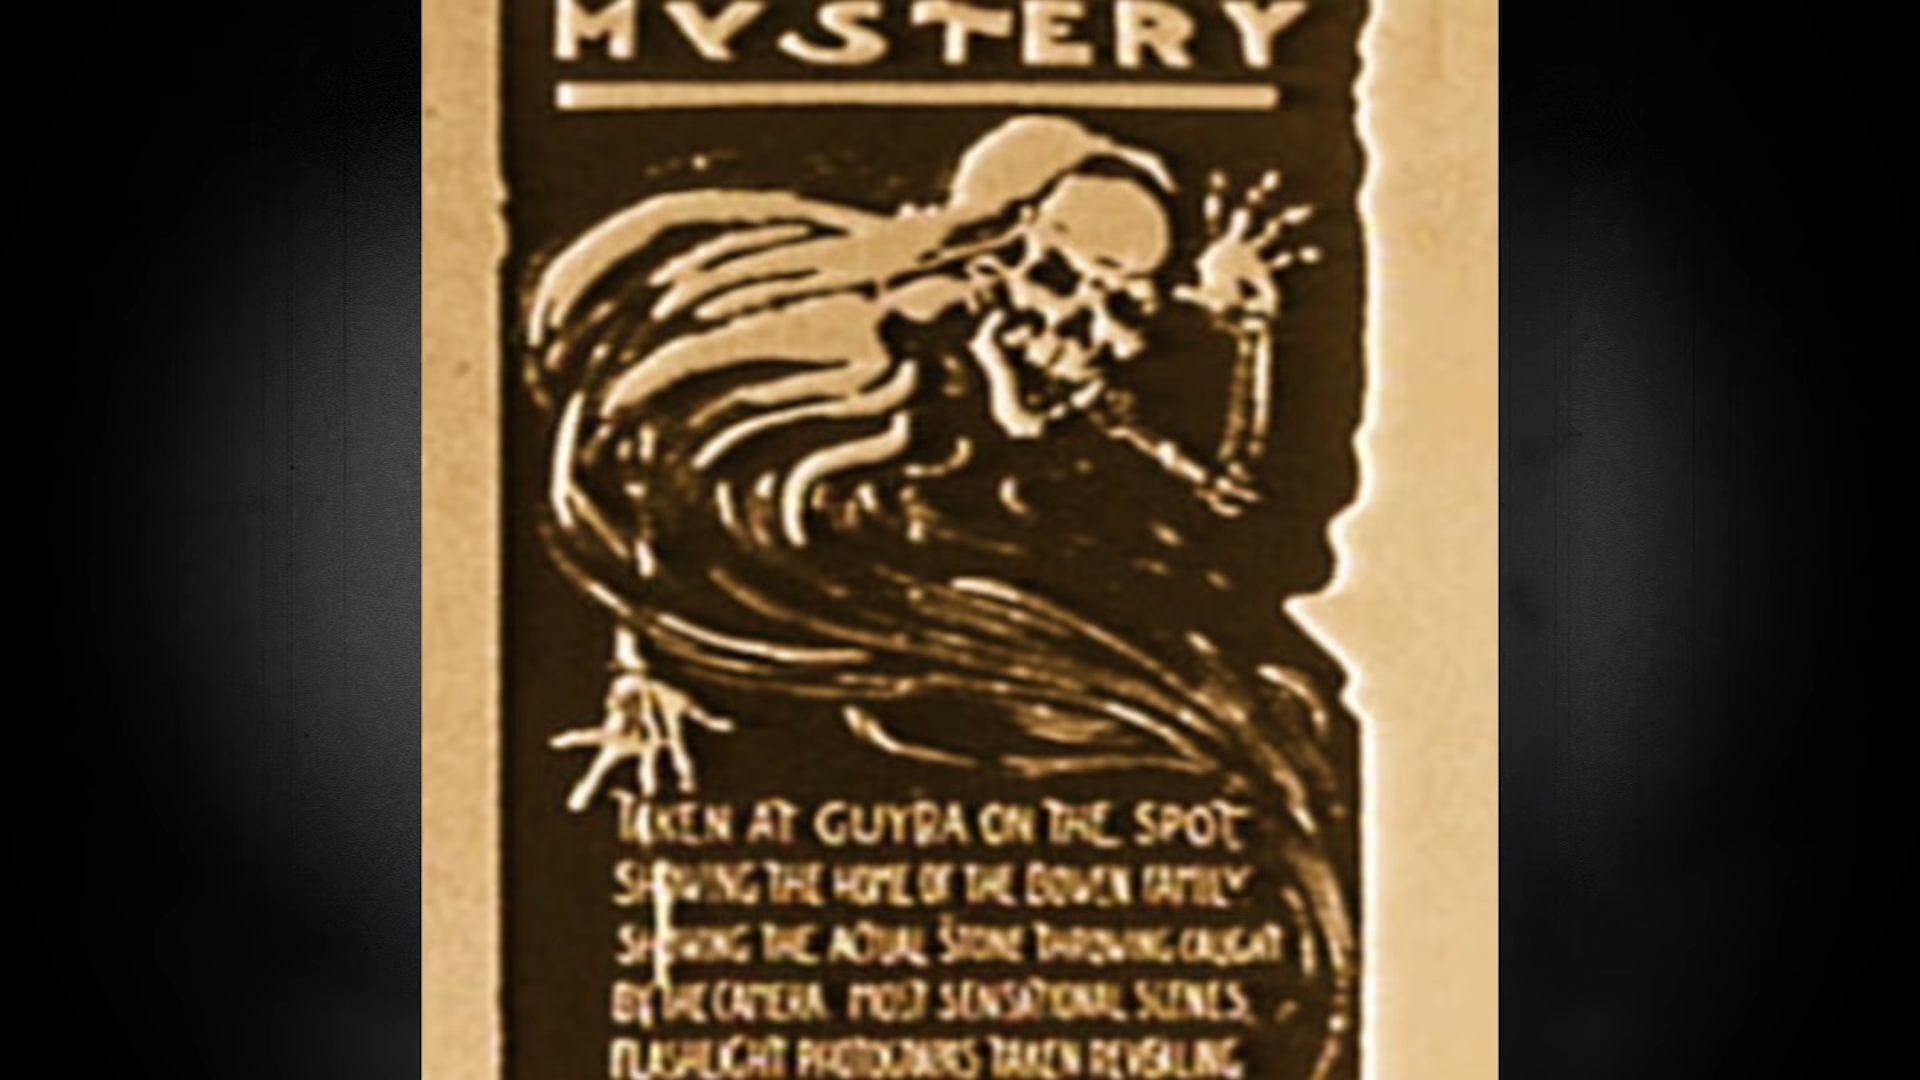 MYSTERY
TAKEN AT GUYRA ON THE SPOT
SHOWING THE HOME OF THE BOWEN FAMILY
SHOWING THE ACTUAL STONE THROWING CAUGHT
BY THE CAMERA. MOST SENSATIONAL SCENES.
FLASHLIGHT PHOTOGRAPHS TAKEN REVEALING